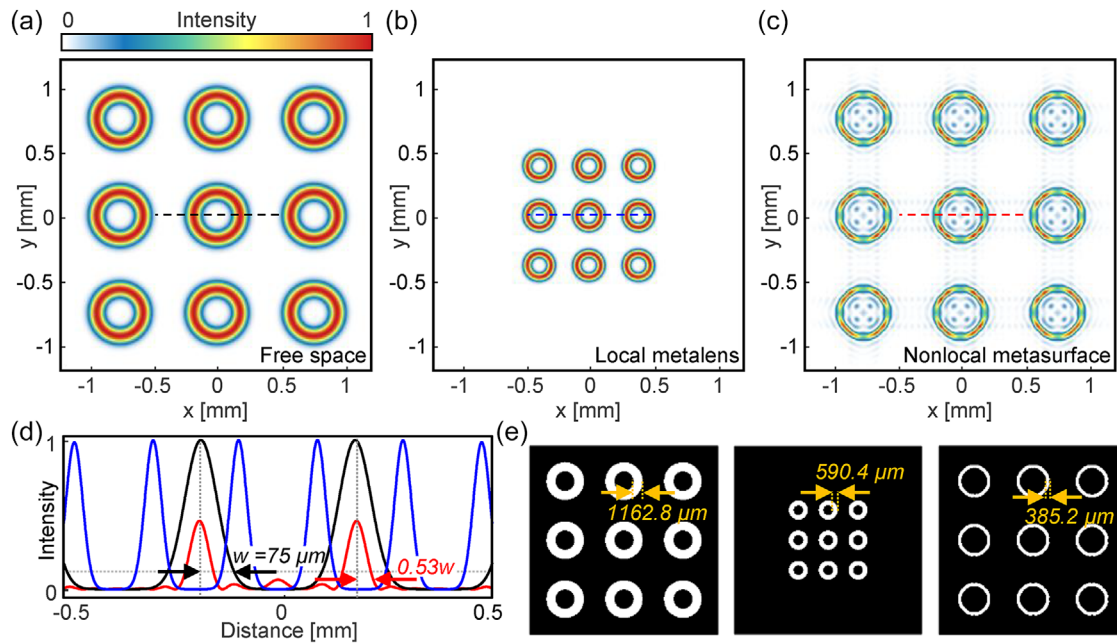 (a)
0 Intensity 1
y [mm]
1
0.5
0
-0.5
-1
Free space
-1 -0.5 0 0.5 1
x [mm]
(b)
y [mm]
1
0.5
0
-0.5
-1
Local metalens
-1 -0.5 0 0.5 1
x [mm]
(c)
y [mm]
1
0.5
0
-0.5
-1
Nonlocal metasurface
-1 -0.5 0 0.5 1
x [mm]
(d)
Intensity
1
0
w =75 µm
0.53w
-0.5 0 0.5
Distance [mm]
(e)
1162.8 µm
590.4 µm
385.2 µm